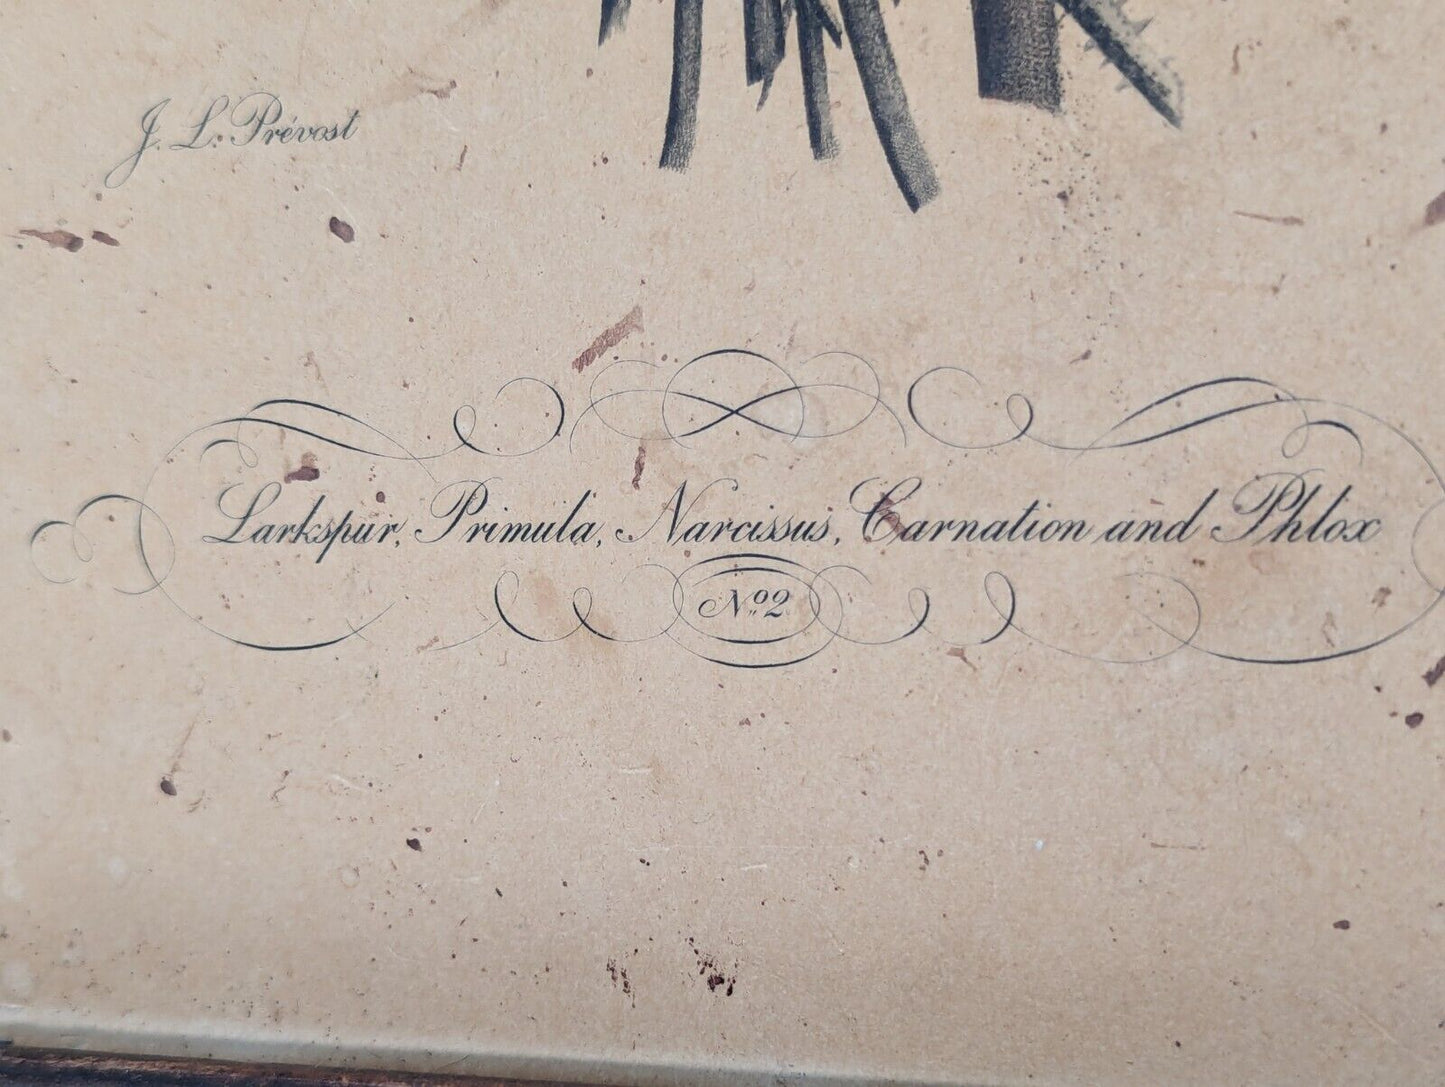 J. L. Prévost
Larkspur, Primula, Narcissus, Carnation and Phlox
Nº 2